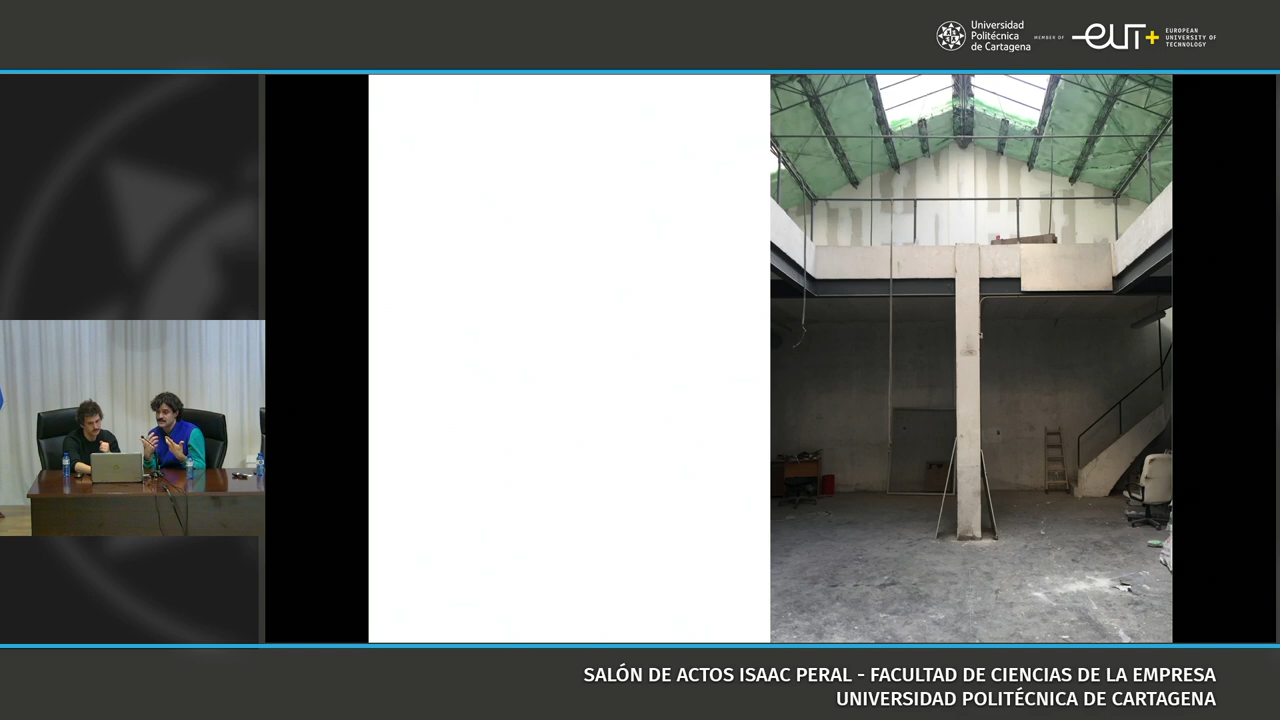 Universidad
Politécnica
de Cartagena
MEMBER OF
EUT+
EUROPEAN
UNIVERSITY OF
TECHNOLOGY
SALÓN DE ACTOS ISAAC PERAL - FACULTAD DE CIENCIAS DE LA EMPRESA
UNIVERSIDAD POLITÉCNICA DE CARTAGENA